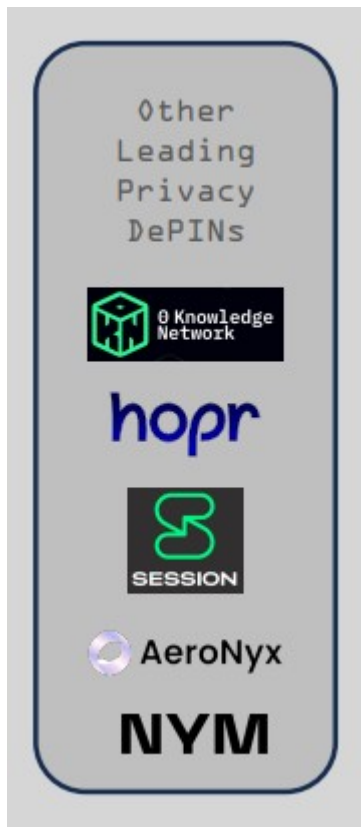 Other
Leading
Privacy
DePINs
0 Knowledge
Network
hopr
SESSION
AeroNyx
NYM